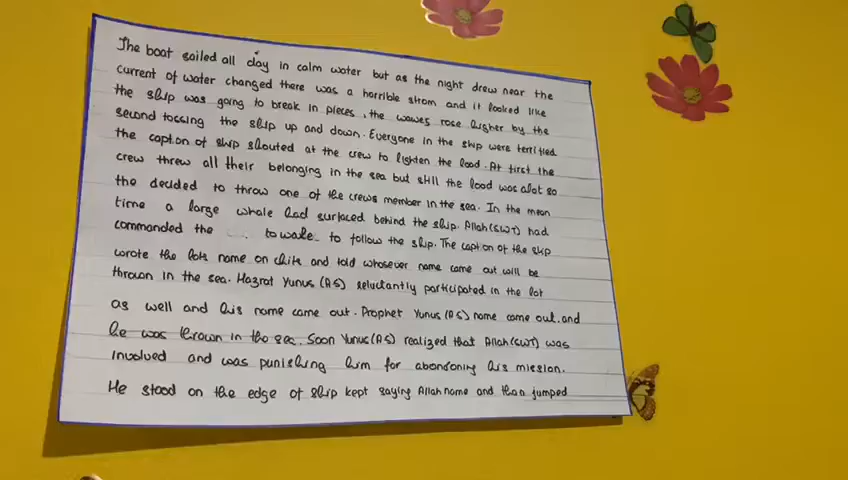 The boat sailed all day in calm water but as the night drew near the
current of water changed there was a horrible strom and it looked like
the ship was going to break in pieces, the waves rose higher by the
second tossing the ship up and down. Everyone in the ship were terrified
the caption of ship shouted at the crew to lighten the load. At first the
crew threw all their belonging in the sea but still the load was alot so
the decided to throw one of the crews member in the sea. In the mean
time a large whale had surfaced behind the ship. Allah(SWT) had
commanded the to wale to follow the ship. The caption of the ship
wrote the lots name on chits and told whosever name came out will be
thrown in the sea. Hazrat Yunus (AS) reluctantly participated in the lot
as well and his name came out. Prophet Yunus (AS) name came out. and
he was thrown in the sea. Soon Yunus(AS) realized that Allah(SWT) was
involved and was punishing him for abandoning his mission.
He stood on the edge of ship kept saying Allah name and than jumped